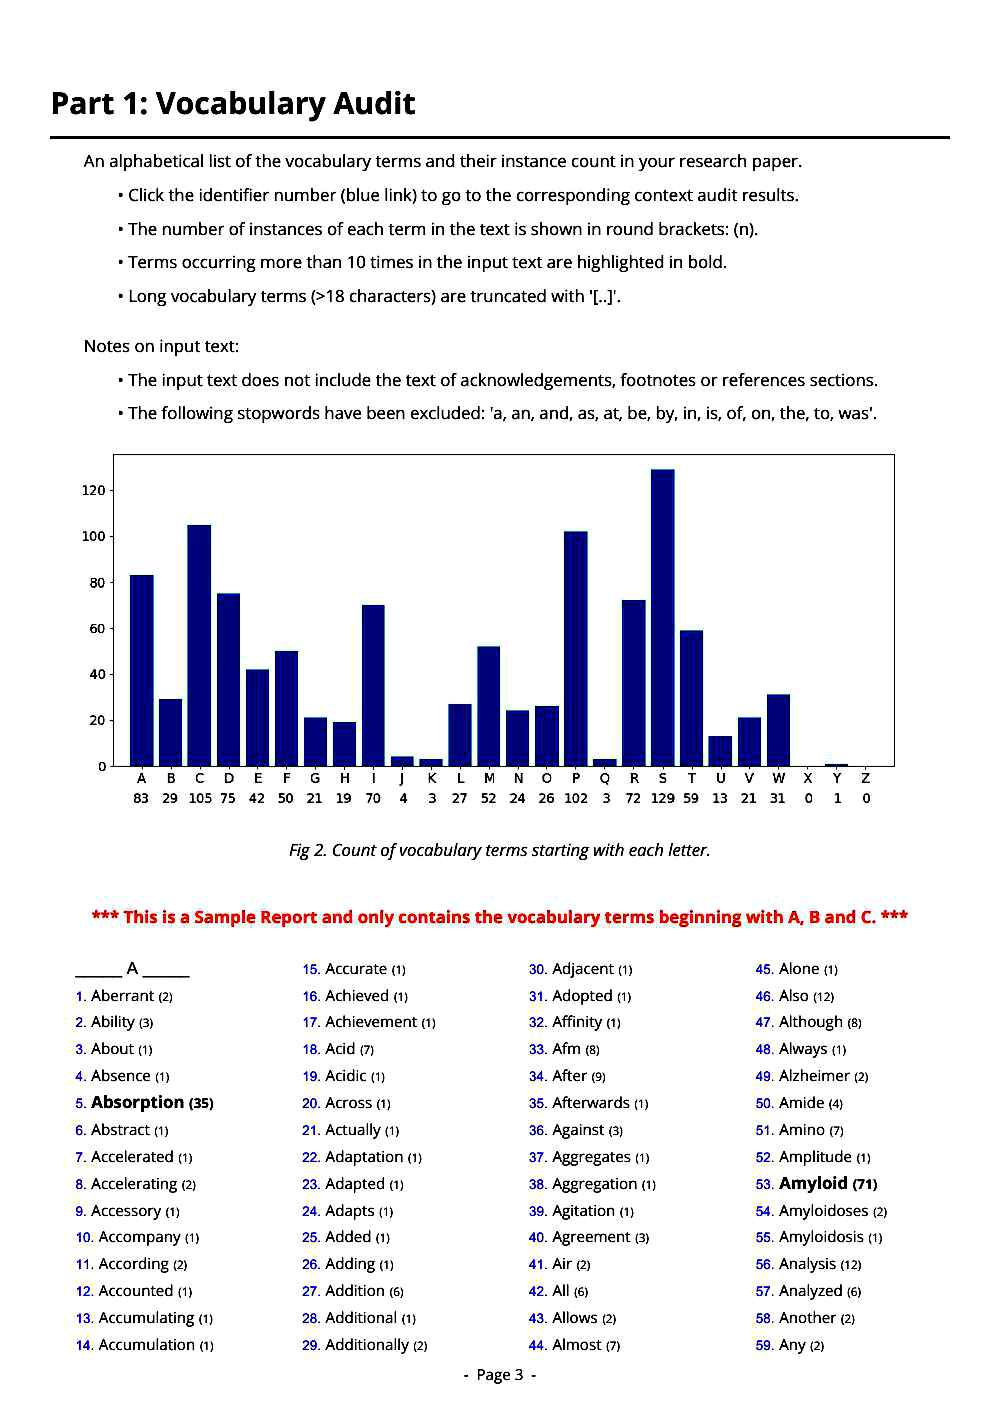 Part 1: Vocabulary Audit
An alphabetical list of the vocabulary terms and their instance count in your research paper.
• Click the identifier number (blue link) to go to the corresponding context audit results.
• The number of instances of each term in the text is shown in round brackets: (n).
• Terms occurring more than 10 times in the input text are highlighted in bold.
• Long vocabulary terms (>18 characters) are truncated with '[..]'.
Notes on input text:
• The input text does not include the text of acknowledgements, footnotes or references sections.
• The following stopwords have been excluded: 'a, an, and, as, at, be, by, in, is, of, on, the, to, was'.
120
100
80
60
40
20
0
A B C D E F G H I J K L M N O P Q R S T U V W X Y Z
83 29 105 75 42 50 21 19 70 4 3 27 52 24 26 102 3 72 129 59 13 21 31 0 1 0
Fig 2. Count of vocabulary terms starting with each letter.
*** This is a Sample Report and only contains the vocabulary terms beginning with A, B and C. ***
______ A ______
1. Aberrant (2)
2. Ability (3)
3. About (1)
4. Absence (1)
5. Absorption (35)
6. Abstract (1)
7. Accelerated (1)
8. Accelerating (2)
9. Accessory (1)
10. Accompany (1)
11. According (2)
12. Accounted (1)
13. Accumulating (1)
14. Accumulation (1)
15. Accurate (1)
16. Achieved (1)
17. Achievement (1)
18. Acid (7)
19. Acidic (1)
20. Across (1)
21. Actually (1)
22. Adaptation (1)
23. Adapted (1)
24. Adapts (1)
25. Added (1)
26. Adding (1)
27. Addition (6)
28. Additional (1)
29. Additionally (2)
30. Adjacent (1)
31. Adopted (1)
32. Affinity (1)
33. Afm (8)
34. After (9)
35. Afterwards (1)
36. Against (3)
37. Aggregates (1)
38. Aggregation (1)
39. Agitation (1)
40. Agreement (3)
41. Air (2)
42. All (6)
43. Allows (2)
44. Almost (7)
45. Alone (1)
46. Also (12)
47. Although (8)
48. Always (1)
49. Alzheimer (2)
50. Amide (4)
51. Amino (7)
52. Amplitude (1)
53. Amyloid (71)
54. Amyloidoses (2)
55. Amyloidosis (1)
56. Analysis (12)
57. Analyzed (6)
58. Another (2)
59. Any (2)
- Page 3 -